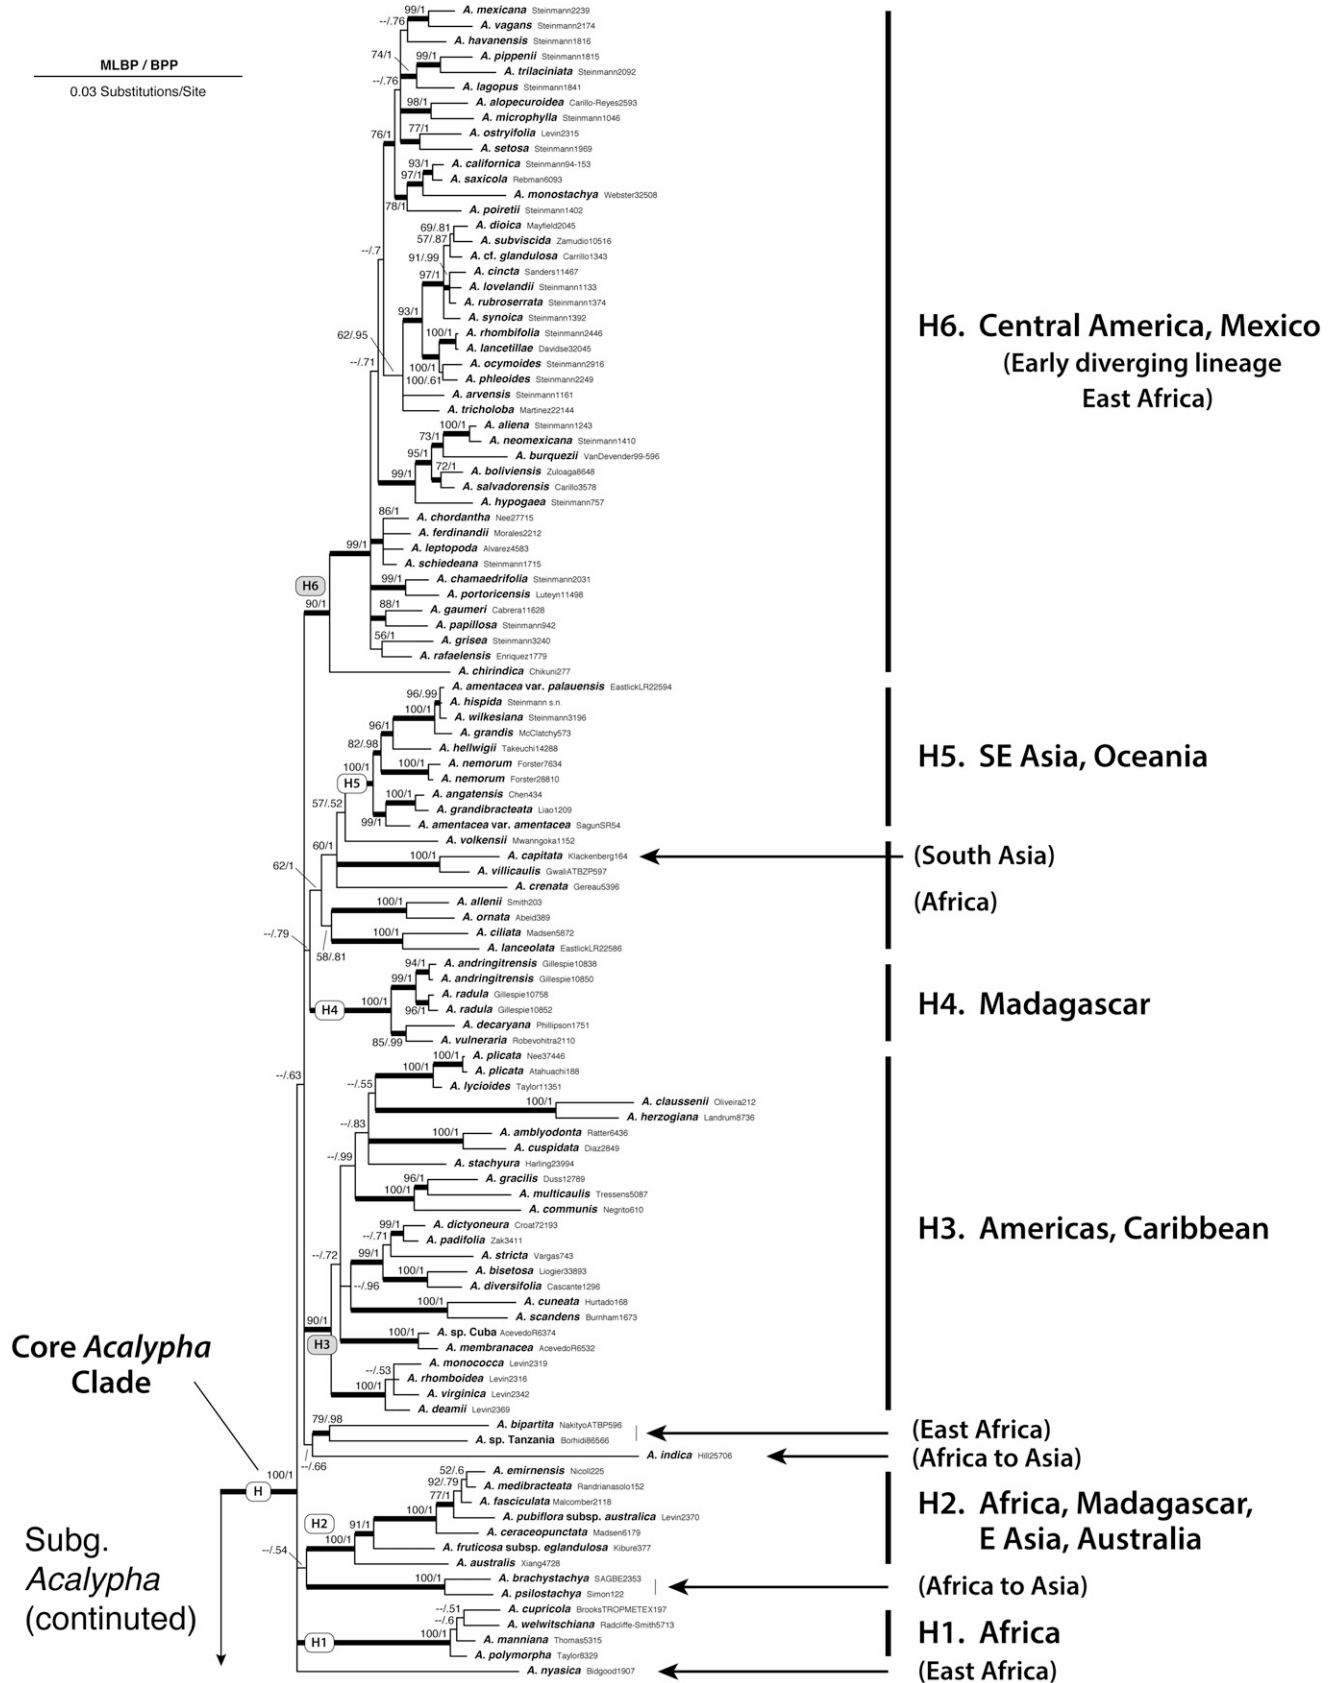 MLBP / BPP
0.03 Substitutions/Site
99/1
A. mexicana Steinmann2239
--/.76
A. vagans Steinmann2174
A. havanensis Steinmann1816
74/1
99/1
A. pippenii Steinmann1815
A. trilaciniata Steinmann2092
--/.76
A. lagopus Steinmann1841
98/1
A. alopecuroidea Carillo-Reyes2593
A. microphylla Steinmann1046
76/1
77/1
A. ostryifolia Levin2315
A. setosa Steinmann1969
93/1
A. californica Steinmann94-153
97/1
A. saxicola Rebman6093
A. monostachya Webster32508
78/1
A. poiretii Steinmann1402
69/.81
A. dioica Mayfield2045
57/.87
A. subviscida Zamudio10516
--/.7
A. cf. glandulosa Carrillo1343
91/.99
97/1
A. cincta Sanders11467
A. lovelandii Steinmann1133
A. rubroserrata Steinmann1374
93/1
A. synoica Steinmann1392
62/.95
100/1
A. rhombifolia Steinmann2446
A. lancetillae Davidse32045
--/.71
100/1
A. ocymoides Steinmann2916
100/.61
A. phleoides Steinmann2249
A. arvensis Steinmann1161
A. tricholoba Martinez22144
100/1
A. aliena Steinmann1243
73/1
A. neomexicana Steinmann1410
95/1
A. burquezii VanDevender99-596
99/1
72/1
A. boliviensis Zuloaga8648
A. salvadorensis Carillo3578
A. hypogaea Steinmann757
86/1
A. chordantha Nee27715
A. ferdinandii Morales2212
99/1
A. leptopoda Alvarez4583
A. schiedeana Steinmann1715
99/1
A. chamaedrifolia Steinmann2031
A. portoricensis Luteyn11498
H6
90/1
88/1
A. gaumeri Cabrera11628
A. papillosa Steinmann942
56/1
A. grisea Steinmann3240
A. rafaelensis Enriquez1779
A. chirindica Chikuni277
H6. Central America, Mexico
(Early diverging lineage
East Africa)
96/.99
A. amentacea var. palauensis EastlickLR22594
100/1
A. hispida Steinmann s.n.
A. wilkesiana Steinmann3196
96/1
A. grandis McClatchy573
82/.98
A. hellwigii Takeuchi14288
100/1
100/1
A. nemorum Forster7634
H5
A. nemorum Forster28810
100/1
A. angatensis Chen434
57/.52
A. grandibracteata Liao1209
99/1
A. amentacea var. amentacea SagunSR54
H5. SE Asia, Oceania
A. volkensii Mwanngoka1152
60/1
100/1
A. capitata Klackenberg164
(South Asia)
62/1
A. villicaulis GwaliATBZP597
A. crenata Gereau5396
100/1
A. allenii Smith203
(Africa)
A. ornata Abeid389
--/.79
100/1
A. ciliata Madsen5872
58/.81
A. lanceolata EastlickLR22586
94/1
A. andringitrensis Gillespie10838
99/1
A. andringitrensis Gillespie10850
100/1
A. radula Gillespie10758
H4
96/1
A. radula Gillespie10852
A. decaryana Phillipson1751
85/.99
A. vulneraria Robevohitra2110
H4. Madagascar
100/1
A. plicata Nee37446
100/1
A. plicata Atahuachi188
--/.63
--/.55
A. lycioides Taylor11351
100/1
A. claussenii Oliveira212
A. herzogiana Landrum8736
--/.83
100/1
A. amblyodonta Ratter6436
A. cuspidata Diaz2849
--/.99
A. stachyura Harling23994
96/1
A. gracilis Duss12789
100/1
A. multicaulis Tressens5087
A. communis Negrito610
99/1
A. dictyoneura Croat72193
--/.71
A. padifolia Zak3411
--/.72
99/1
A. stricta Vargas743
100/1
A. bisetosa Liogier33893
--/.96
A. diversifolia Cascante1296
100/1
A. cuneata Hurtado168
A. scandens Burnham1673
90/1
H3
100/1
A. sp. Cuba AcevedoR6374
A. membranacea AcevedoR6532
--/.53
A. monococca Levin2319
A. rhomboidea Levin2316
100/1
A. virginica Levin2342
A. deamii Levin2369
H3. Americas, Caribbean
Core Acalypha
Clade
79/.98
A. bipartita NakityoATBP596
(East Africa)
A. sp. Tanzania Borhidi86566
--/.66
A. indica Hill25706
(Africa to Asia)
100/1
H
52/.6
A. emirnensis Nicoll225
92/.79
A. medibracteata Randrianasolo152
77/1
A. fasciculata Malcomber2118
100/1
A. pubiflora subsp. australica Levin2370
H2
91/1
A. ceraceopunctata Madsen6179
100/1
A. fruticosa subsp. eglandulosa Kibure377
--/.54
A. australis Xiang4728
H2. Africa, Madagascar,
E Asia, Australia
100/1
A. brachystachya SAGBE2353
A. psilostachya Simon122
(Africa to Asia)
--/.51
A. cupricola BrooksTROPMETEX197
--/.6
A. welwitschiana Radcliffe-Smith5713
H1
100/1
A. manniana Thomas5315
A. polymorpha Taylor8329
H1. Africa
A. nyasica Bidgood1907
(East Africa)
Subg.
Acalypha
(continuted)